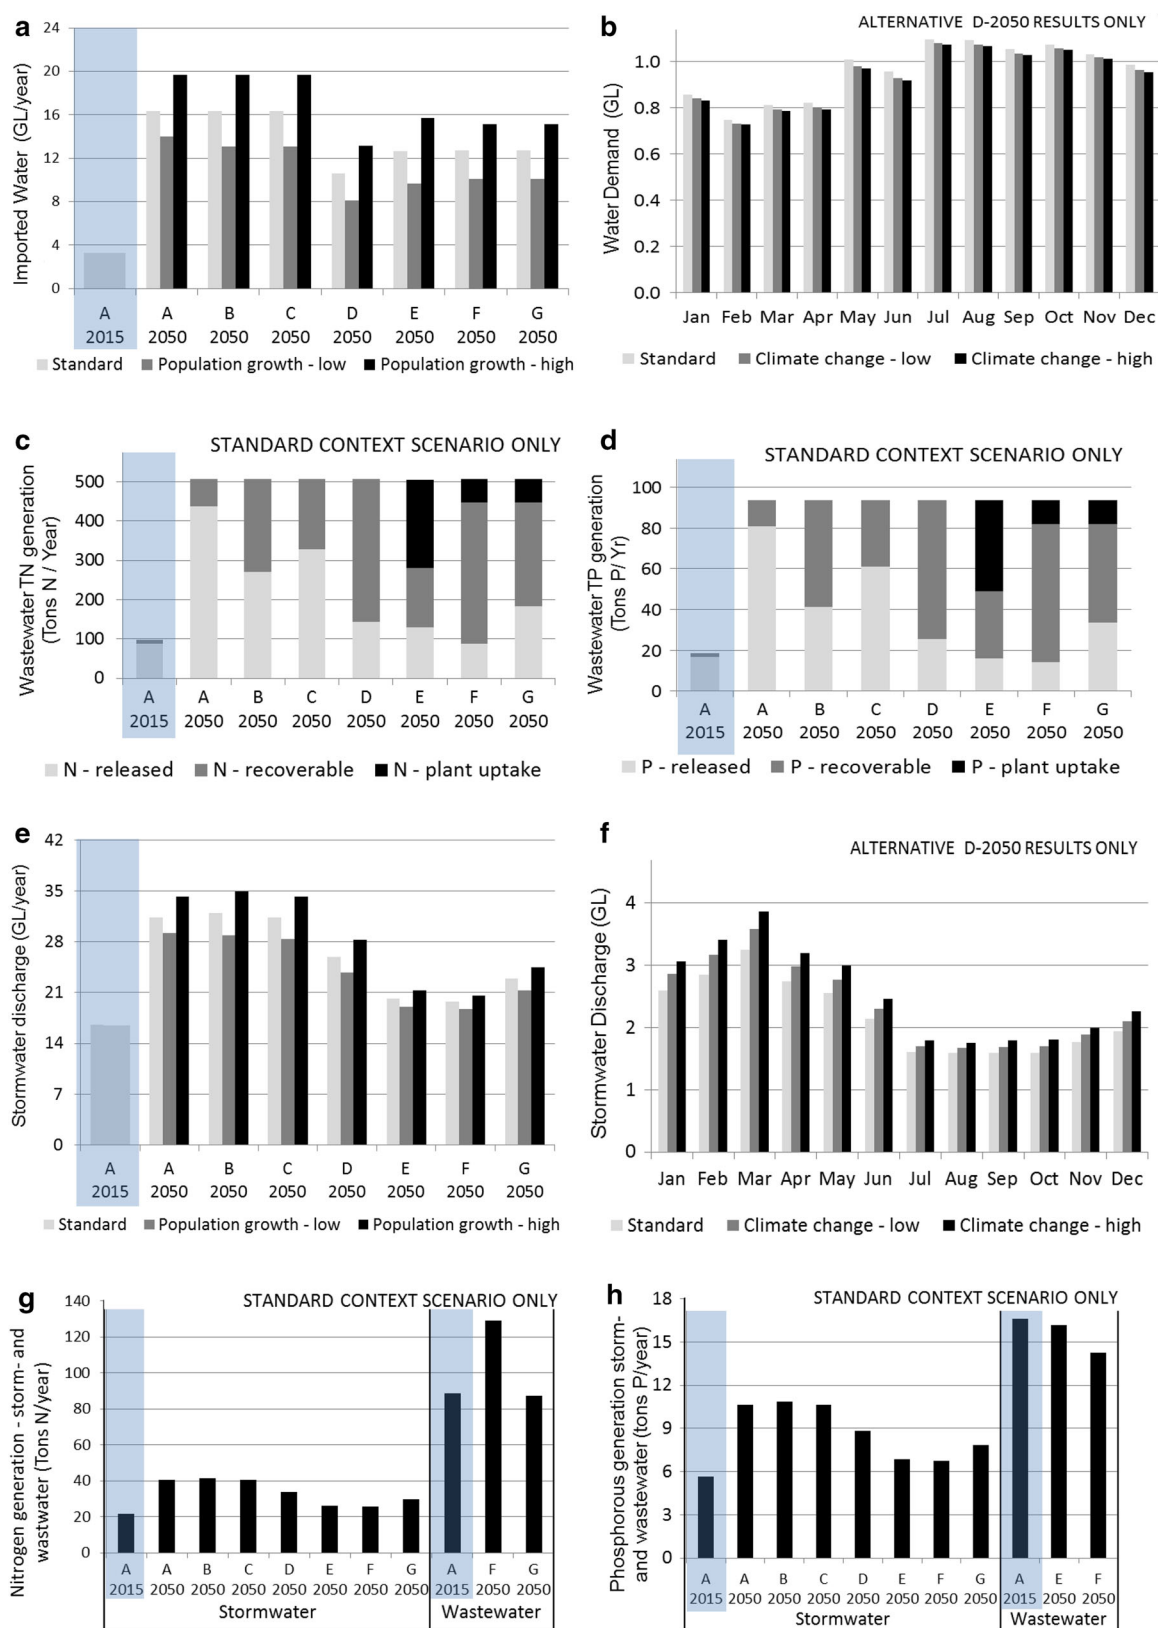 a
Imported Water (GL/year)
24
20
16
12
8
4
0
A A B C D E F G
2015 2050 2050 2050 2050 2050 2050 2050
Standard Population growth - low Population growth - high
b
ALTERNATIVE D-2050 RESULTS ONLY
Water Demand (GL)
1.0
0.8
0.6
0.4
0.2
0.0
Jan Feb Mar Apr May Jun Jul Aug Sep Oct Nov Dec
Standard Climate change - low Climate change - high
c
STANDARD CONTEXT SCENARIO ONLY
Wastewater TN generation
(Tons N / Year)
500
400
300
200
100
0
A A B C D E F G
2015 2050 2050 2050 2050 2050 2050 2050
N - released N - recoverable N - plant uptake
d
STANDARD CONTEXT SCENARIO ONLY
Wastewater TP generation
(Tons P/ Yr)
100
80
60
40
20
0
A A B C D E F G
2015 2050 2050 2050 2050 2050 2050 2050
P - released P - recoverable P - plant uptake
e
Stormwater discharge (GL/year)
42
35
28
21
14
7
0
A A B C D E F G
2015 2050 2050 2050 2050 2050 2050 2050
Standard Population growth - low Population growth - high
f
ALTERNATIVE D-2050 RESULTS ONLY
Stormwater Discharge (GL)
4
3
2
1
0
Jan Feb Mar Apr May Jun Jul Aug Sep Oct Nov Dec
Standard Climate change - low Climate change - high
g
STANDARD CONTEXT SCENARIO ONLY
Nitrogen generation - storm- and
wastwater (Tons N/year)
140
120
100
80
60
40
20
0
A A B C D E F G A F G
2015 2050 2050 2050 2050 2050 2050 2050 2015 2050 2050
Stormwater Wastewater
h
STANDARD CONTEXT SCENARIO ONLY
Phosphorous generation storm-
and wastewater (tons P/year)
18
15
12
9
6
3
0
A A B C D E F G A E F
2015 2050 2050 2050 2050 2050 2050 2050 2015 2050 2050
Stormwater Wastewater